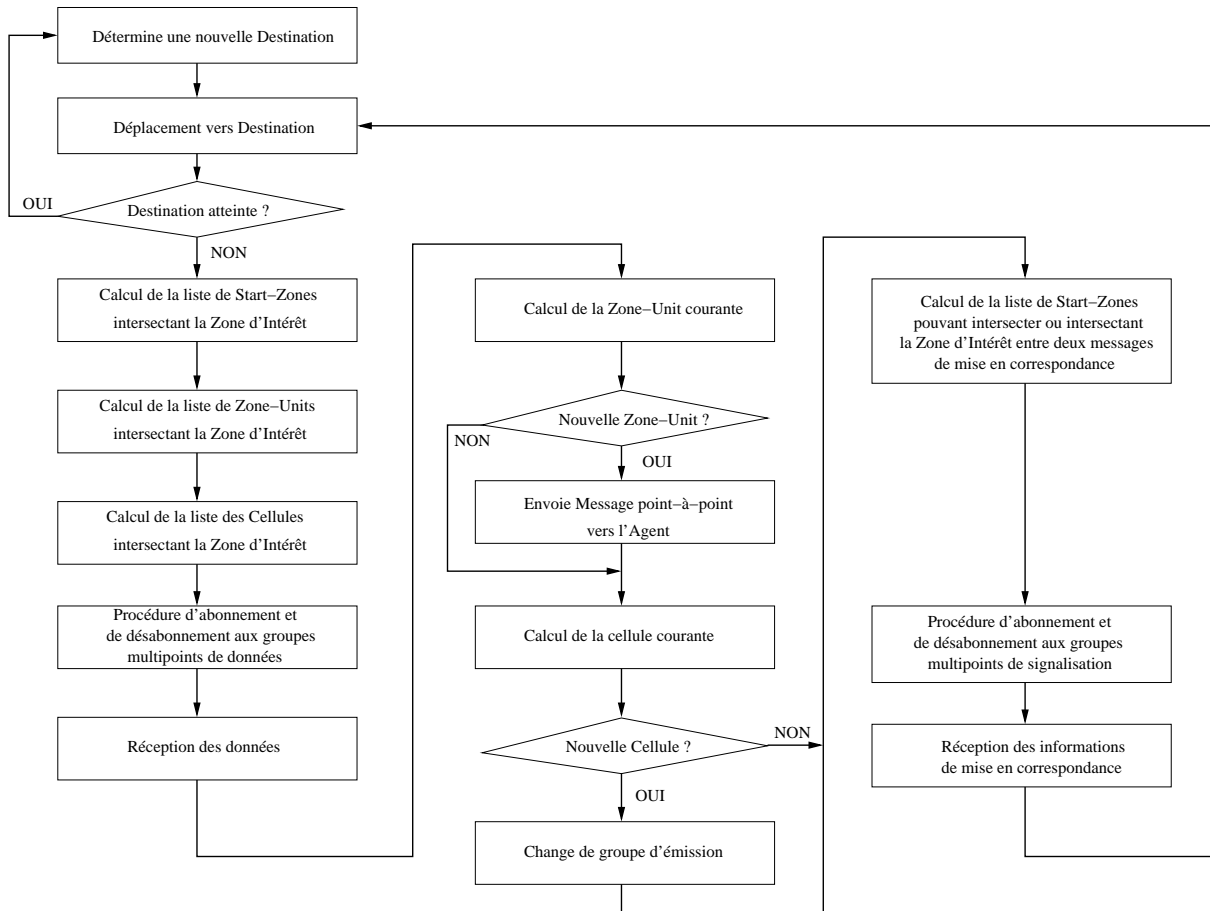 Détermine une nouvelle Destination
Déplacement vers Destination
Destination atteinte ?
OUI
NON
Calcul de la liste de Start−Zones
intersectant la Zone d'Intérêt
Calcul de la liste de Zone−Units
intersectant la Zone d'Intérêt
Calcul de la liste des Cellules
intersectant la Zone d'Intérêt
Procédure d'abonnement et
de désabonnement aux groupes
multipoints de données
Réception des données
Calcul de la Zone−Unit courante
Nouvelle Zone−Unit ?
NON
OUI
Envoie Message point−à−point
vers l'Agent
Calcul de la cellule courante
Nouvelle Cellule ?
NON
OUI
Change de groupe d'émission
Calcul de la liste de Start−Zones
pouvant intersecter ou intersectant
la Zone d'Intérêt entre deux messages
de mise en correspondance
Procédure d'abonnement et
de désabonnement aux groupes
multipoints de signalisation
Réception des informations
de mise en correspondance